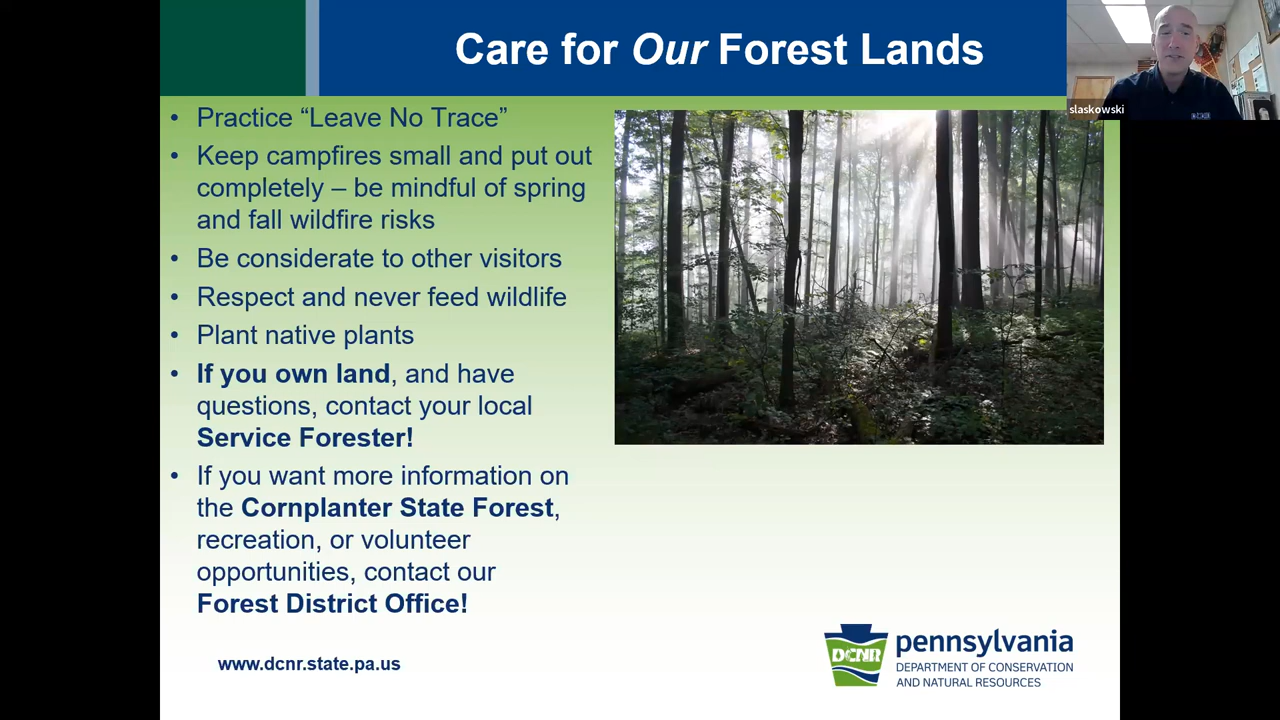 Care for Our Forest Lands
slaskowski
• Practice “Leave No Trace”
• Keep campfires small and put out
completely – be mindful of spring
and fall wildfire risks
• Be considerate to other visitors
• Respect and never feed wildlife
• Plant native plants
• If you own land, and have
questions, contact your local
Service Forester!
• If you want more information on
the Cornplanter State Forest,
recreation, or volunteer
opportunities, contact our
Forest District Office!
www.dcnr.state.pa.us
DCNR
pennsylvania
DEPARTMENT OF CONSERVATION
AND NATURAL RESOURCES